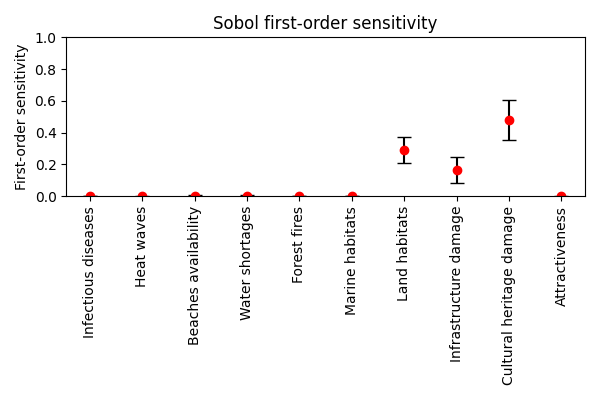 Sobol first-order sensitivity
First-order sensitivity
1.0
0.8
0.6
0.4
0.2
0.0
Infectious diseases
Heat waves
Beaches availability
Water shortages
Forest fires
Marine habitats
Land habitats
Infrastructure damage
Cultural heritage damage
Attractiveness